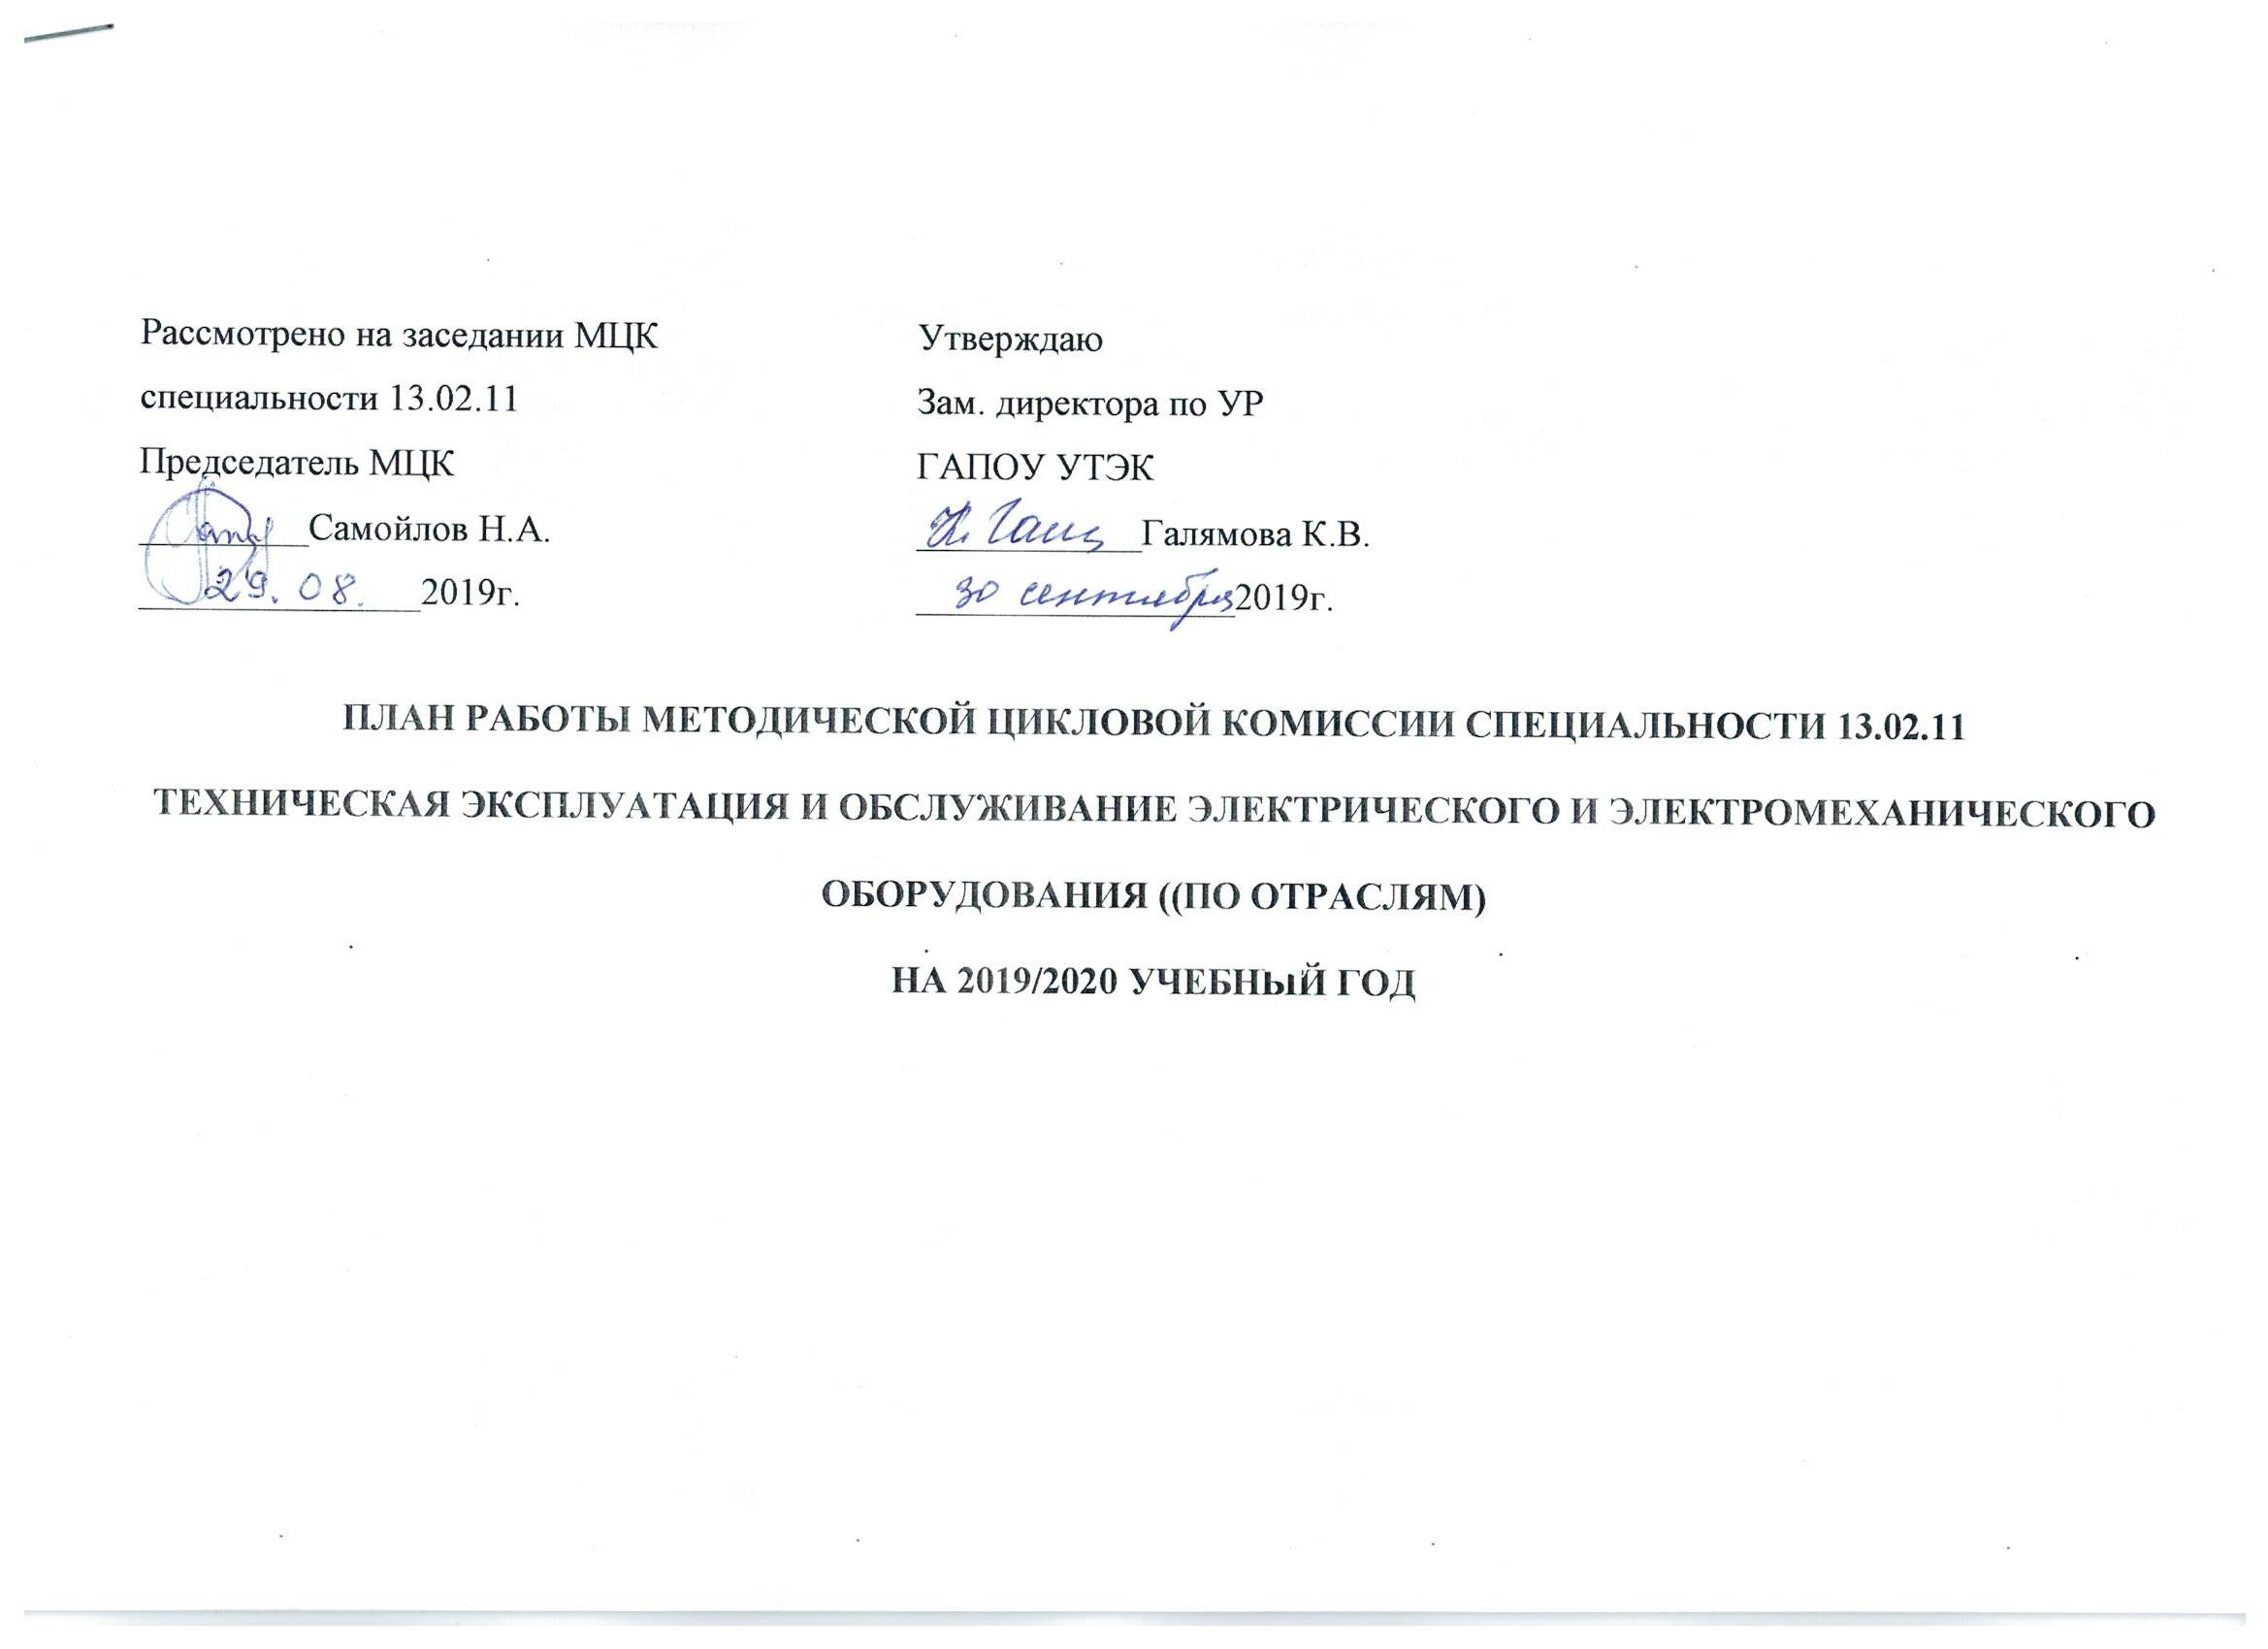 Рассмотрено на заседании МЦК
специальности 13.02.11
Председатель МЦК
Самойлов Н.А.
29.08. 2019г.
Утверждаю
Зам. директора по УР
ГАПОУ УТЭК
Галямова К.В.
30 сентября 2019г.
ПЛАН РАБОТЫ МЕТОДИЧЕСКОЙ ЦИКЛОВОЙ КОМИССИИ СПЕЦИАЛЬНОСТИ 13.02.11
ТЕХНИЧЕСКАЯ ЭКСПЛУАТАЦИЯ И ОБСЛУЖИВАНИЕ ЭЛЕКТРИЧЕСКОГО И ЭЛЕКТРОМЕХАНИЧЕСКОГО
ОБОРУДОВАНИЯ ((ПО ОТРАСЛЯМ)
НА 2019/2020 УЧЕБНЫЙ ГОД